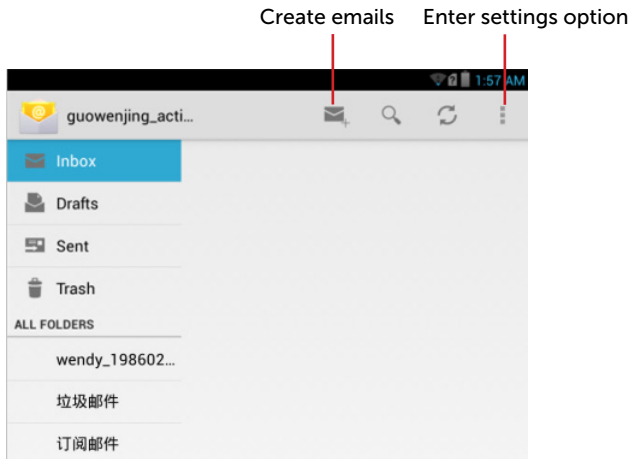 Create emails Enter settings option
1:57 AM
guowenjing_acti...
Inbox
Drafts
Sent
Trash
ALL FOLDERS
wendy_198602...
垃圾邮件
订阅邮件